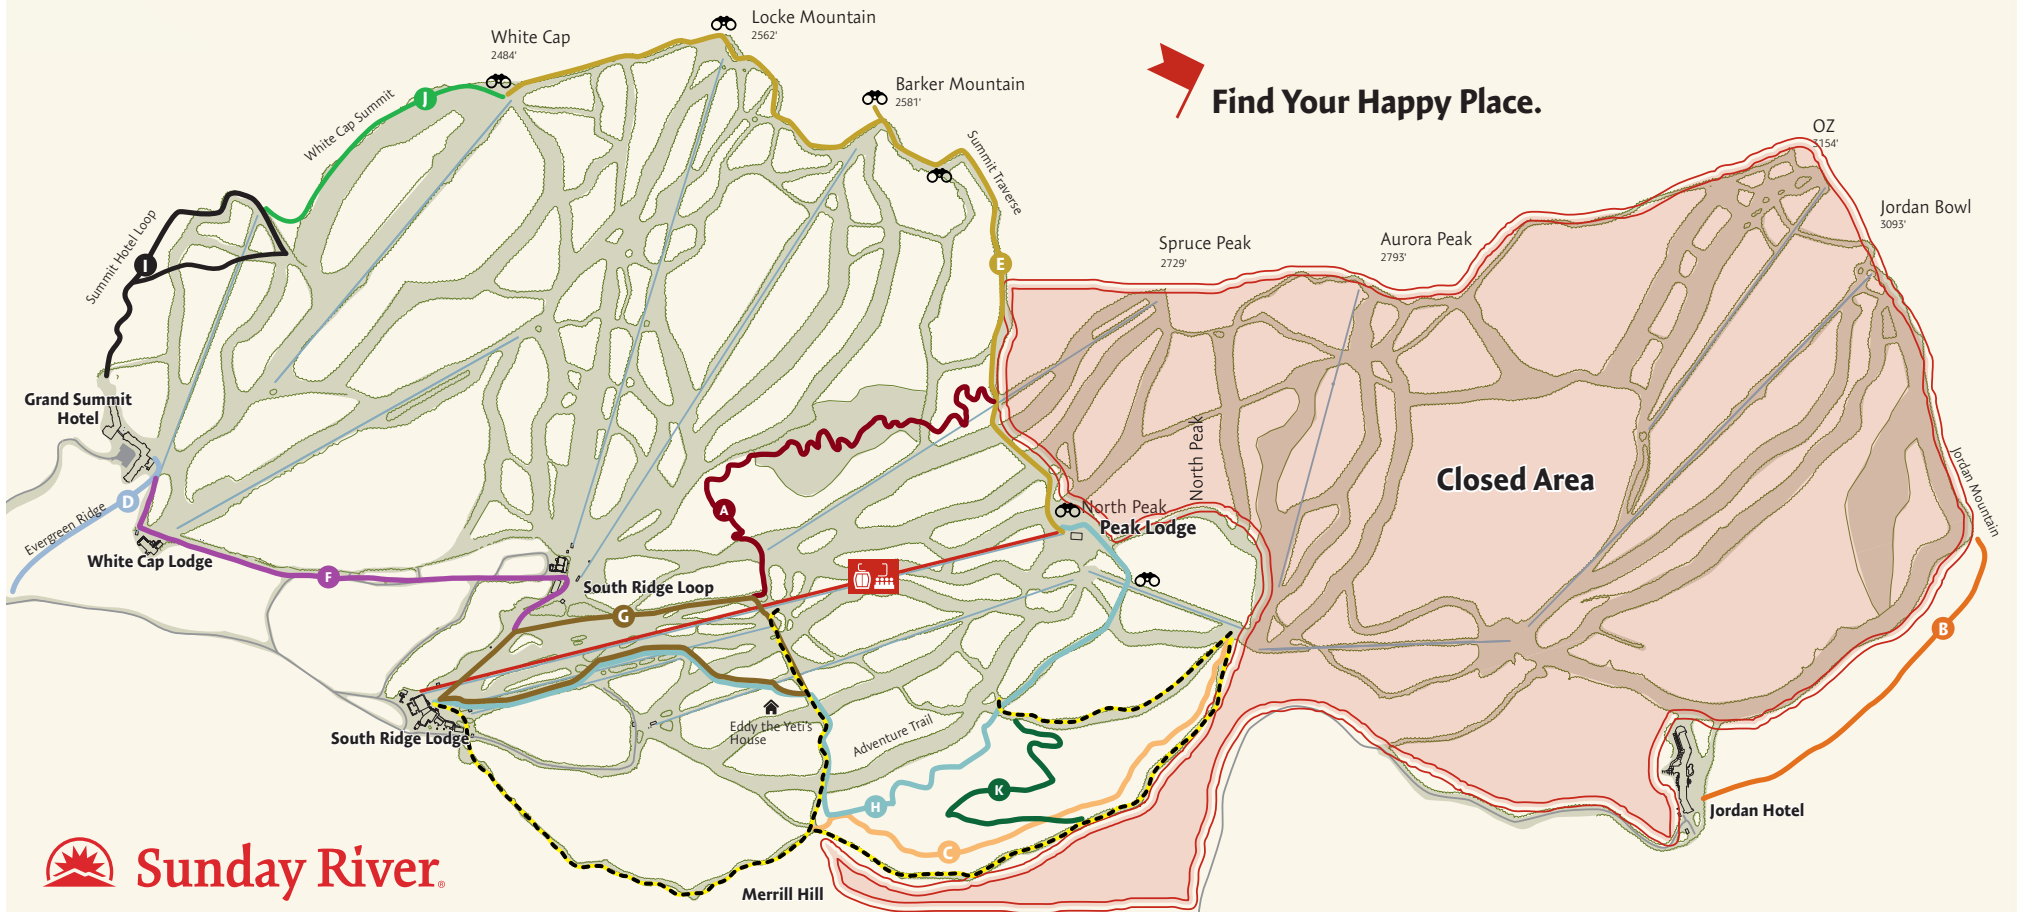 Locke Mountain
2562'
White Cap
2484'
Barker Mountain
2581'
Find Your Happy Place.
OZ
3154'
Jordan Bowl
3093'
Spruce Peak
2729'
Aurora Peak
2793'
J
White Cap Summit
Summit Traverse
E
I
Summit Hotel Loop
Grand Summit
Hotel
D
Evergreen Ridge
White Cap Lodge
F
A
North Peak
North Peak
Peak Lodge
Closed Area
Jordan Mountain
B
South Ridge Loop
G
South Ridge Lodge
Eddy the Yeti's
House
Adventure Trail
H
K
C
Jordan Hotel
Merrill Hill
Sunday River®